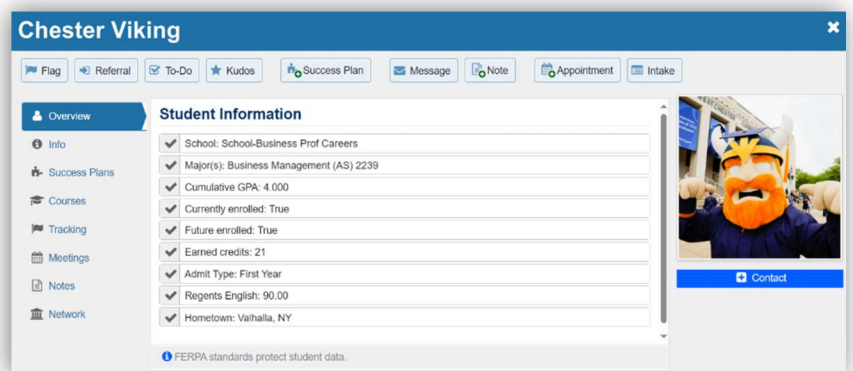 Chester Viking
Flag
Referral
To-Do
Kudos
Success Plan
Message
Note
Appointment
Intake
Overview
Info
Success Plans
Courses
Tracking
Meetings
Notes
Network
Student Information
School: School-Business Prof Careers
Major(s): Business Management (AS) 2239
Cumulative GPA: 4.000
Currently enrolled: True
Future enrolled: True
Earned credits: 21
Admit Type: First Year
Regents English: 90.00
Hometown: Valhalla, NY
FERPA standards protect student data.
Contact